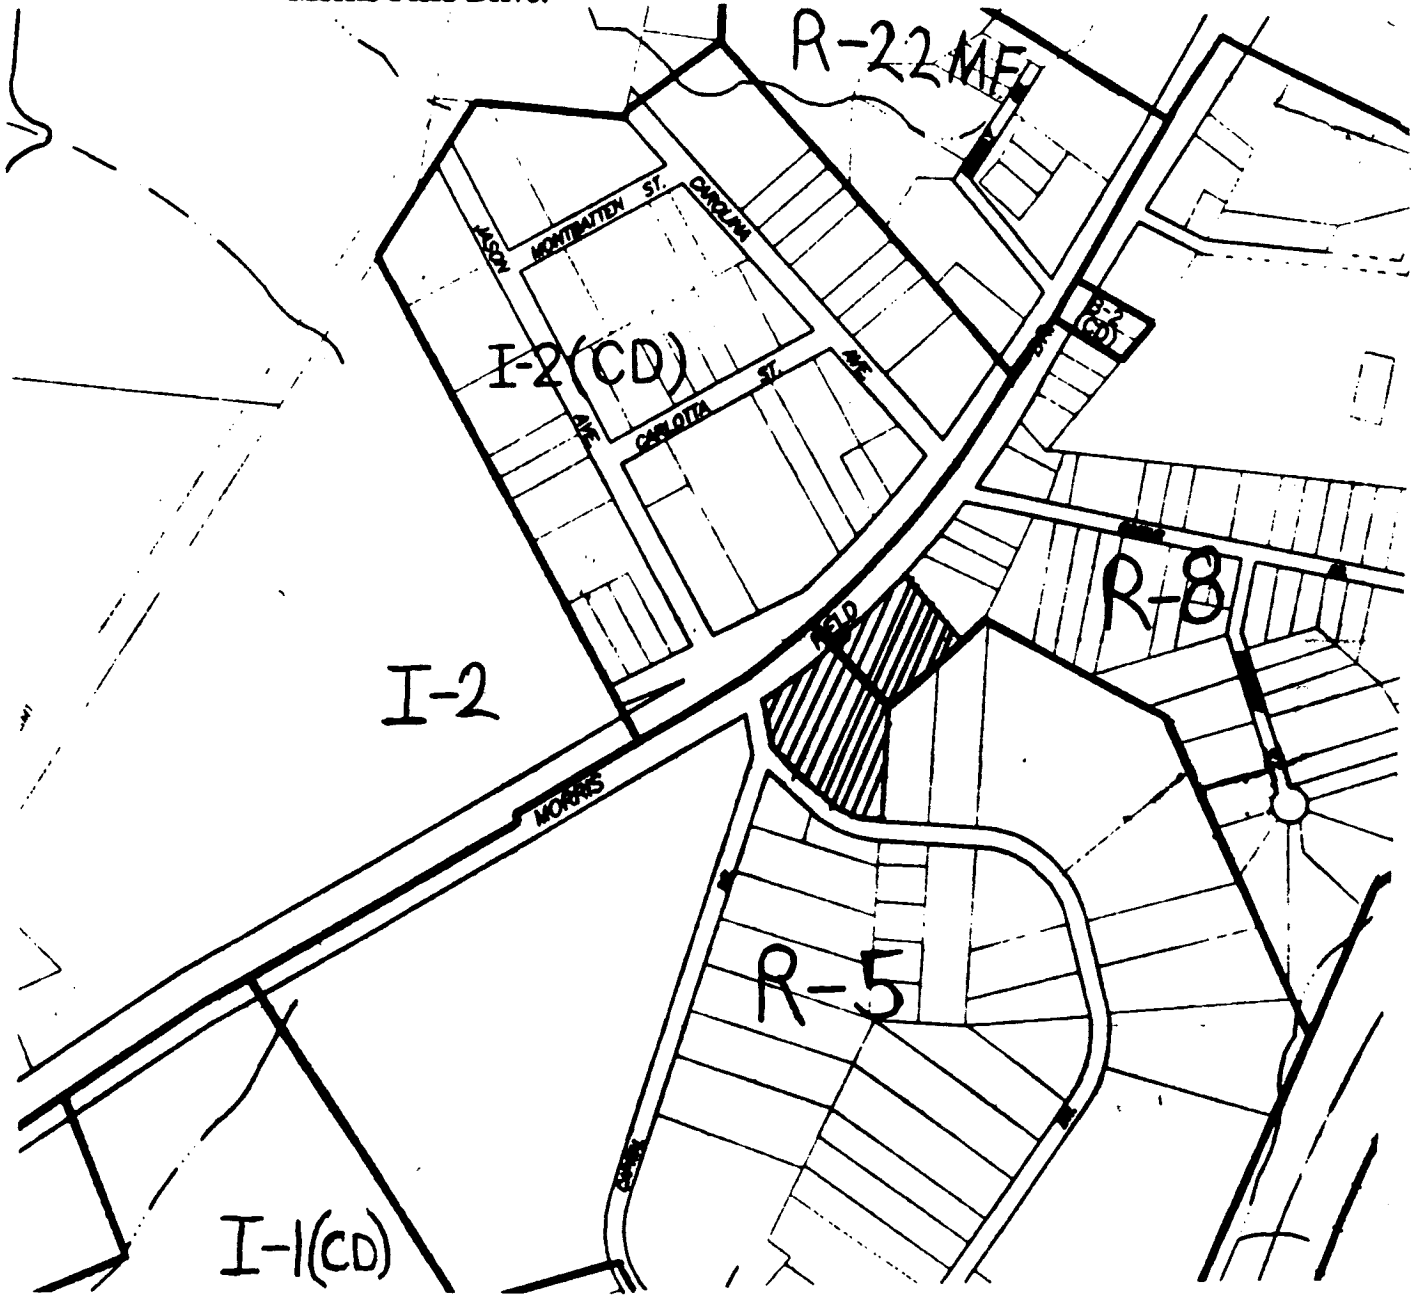 R-22MF
MONTBATTEN ST.
CAROLINA
JASON
B-2
(CD)
I-2(CD)
AVE.
ST.
CARLOTTA
AVE.
R-8
FIELD
I-2
MORRIS
R-5
I-1(CD)